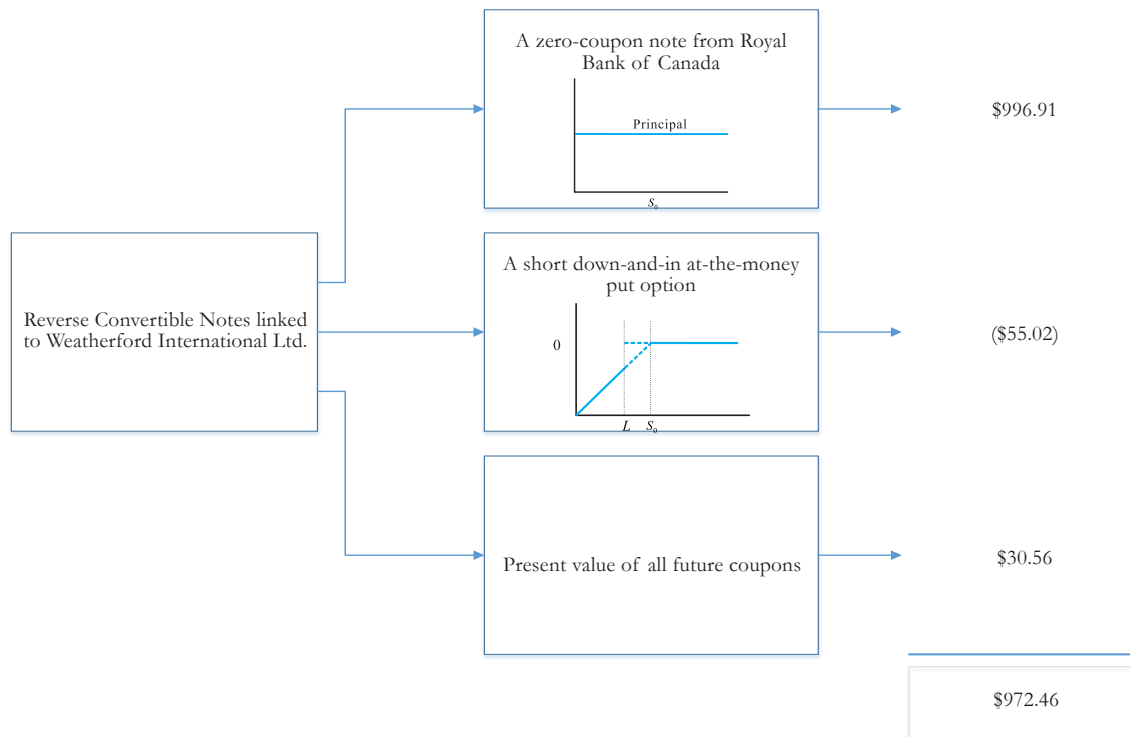 A zero-coupon note from Royal
Bank of Canada
Principal
S₀
$996.91
Reverse Convertible Notes linked
to Weatherford International Ltd.
A short down-and-in at-the-money
put option
0
L S₀
($55.02)
Present value of all future coupons
$30.56
$972.46